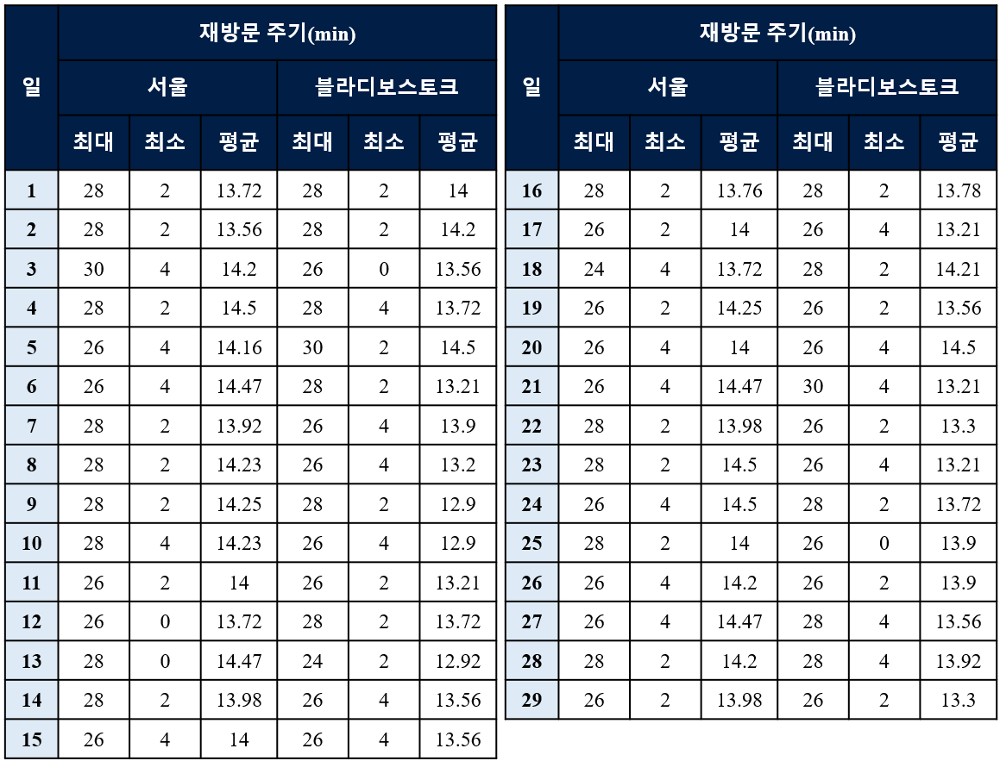 일 재방문 주기(min)
서울 블라디보스토크
최대 최소 평균 최대 최소 평균
1 28 2 13.72 28 2 14
2 28 2 13.56 28 2 14.2
3 30 4 14.2 26 0 13.56
4 28 2 14.5 28 4 13.72
5 26 4 14.16 30 2 14.5
6 26 4 14.47 28 2 13.21
7 28 2 13.92 26 4 13.9
8 28 2 14.23 26 4 13.2
9 28 2 14.25 28 2 12.9
10 28 4 14.23 26 4 12.9
11 26 2 14 26 2 13.21
12 26 0 13.72 28 2 13.72
13 28 0 14.47 24 2 12.92
14 28 2 13.98 26 4 13.56
15 26 4 14 26 4 13.56
일 재방문 주기(min)
서울 블라디보스토크
최대 최소 평균 최대 최소 평균
16 28 2 13.76 28 2 13.78
17 26 2 14 26 4 13.21
18 24 4 13.72 28 2 14.21
19 26 2 14.25 26 2 13.56
20 26 4 14 26 4 14.5
21 26 4 14.47 30 4 13.21
22 28 2 13.98 26 2 13.3
23 28 2 14.5 26 4 13.21
24 26 4 14.5 28 2 13.72
25 28 2 14 26 0 13.9
26 26 4 14.2 26 2 13.9
27 26 4 14.47 28 4 13.56
28 28 2 14.2 28 4 13.92
29 26 2 13.98 26 2 13.3